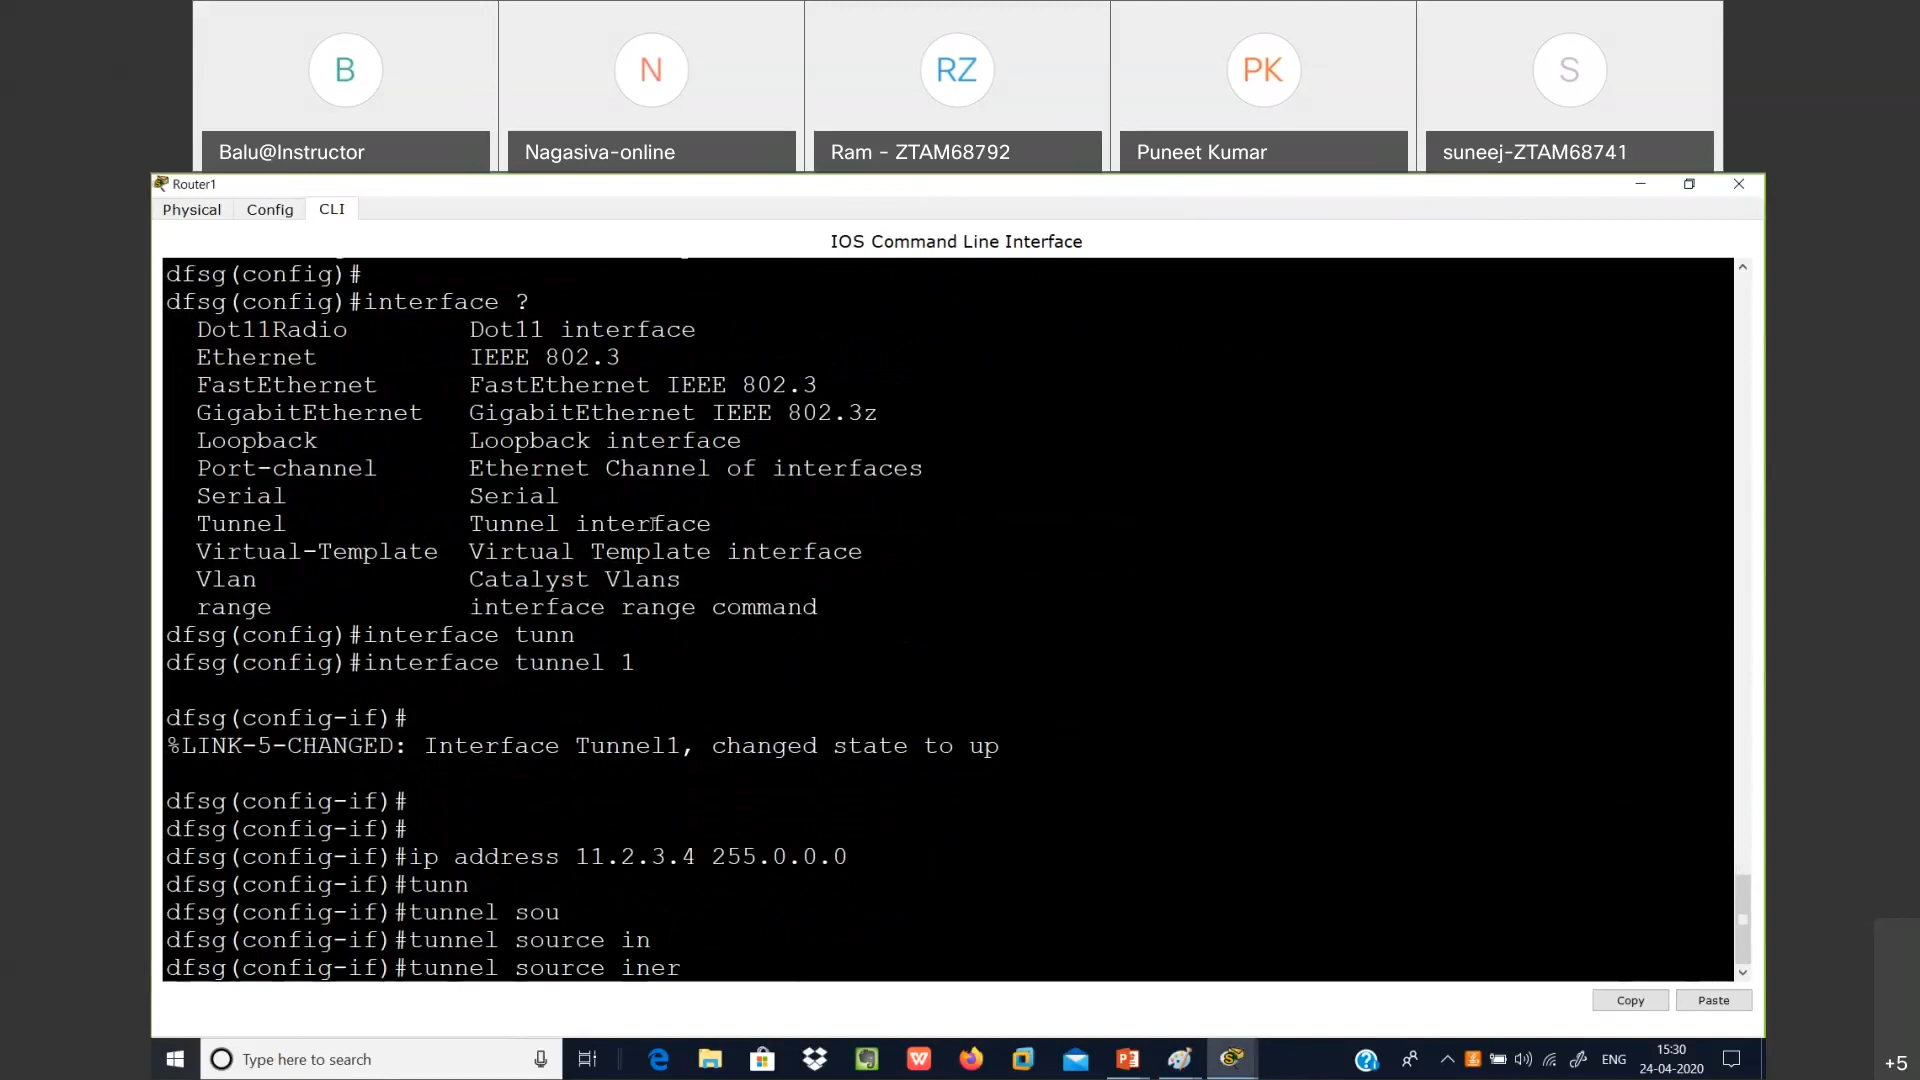 B
N
RZ
PK
S
Balu@Instructor
Nagasiva-online
Ram - ZTAM68792
Puneet Kumar
suneej-ZTAM68741
Router1
Physical
Config
CLI
IOS Command Line Interface
dfsg(config)#
dfsg(config)#interface ?
Dot11Radio Dot11 interface
Ethernet IEEE 802.3
FastEthernet FastEthernet IEEE 802.3
GigabitEthernet GigabitEthernet IEEE 802.3z
Loopback Loopback interface
Port-channel Ethernet Channel of interfaces
Serial Serial
Tunnel Tunnel interface
Virtual-Template Virtual Template interface
Vlan Catalyst Vlans
range interface range command
dfsg(config)#interface tunn
dfsg(config)#interface tunnel 1
dfsg(config-if)#
%LINK-5-CHANGED: Interface Tunnel1, changed state to up
dfsg(config-if)#
dfsg(config-if)#
dfsg(config-if)#ip address 11.2.3.4 255.0.0.0
dfsg(config-if)#tunn
dfsg(config-if)#tunnel sou
dfsg(config-if)#tunnel source in
dfsg(config-if)#tunnel source iner
Copy
Paste
Type here to search
ENG
15:30
24-04-2020
+5